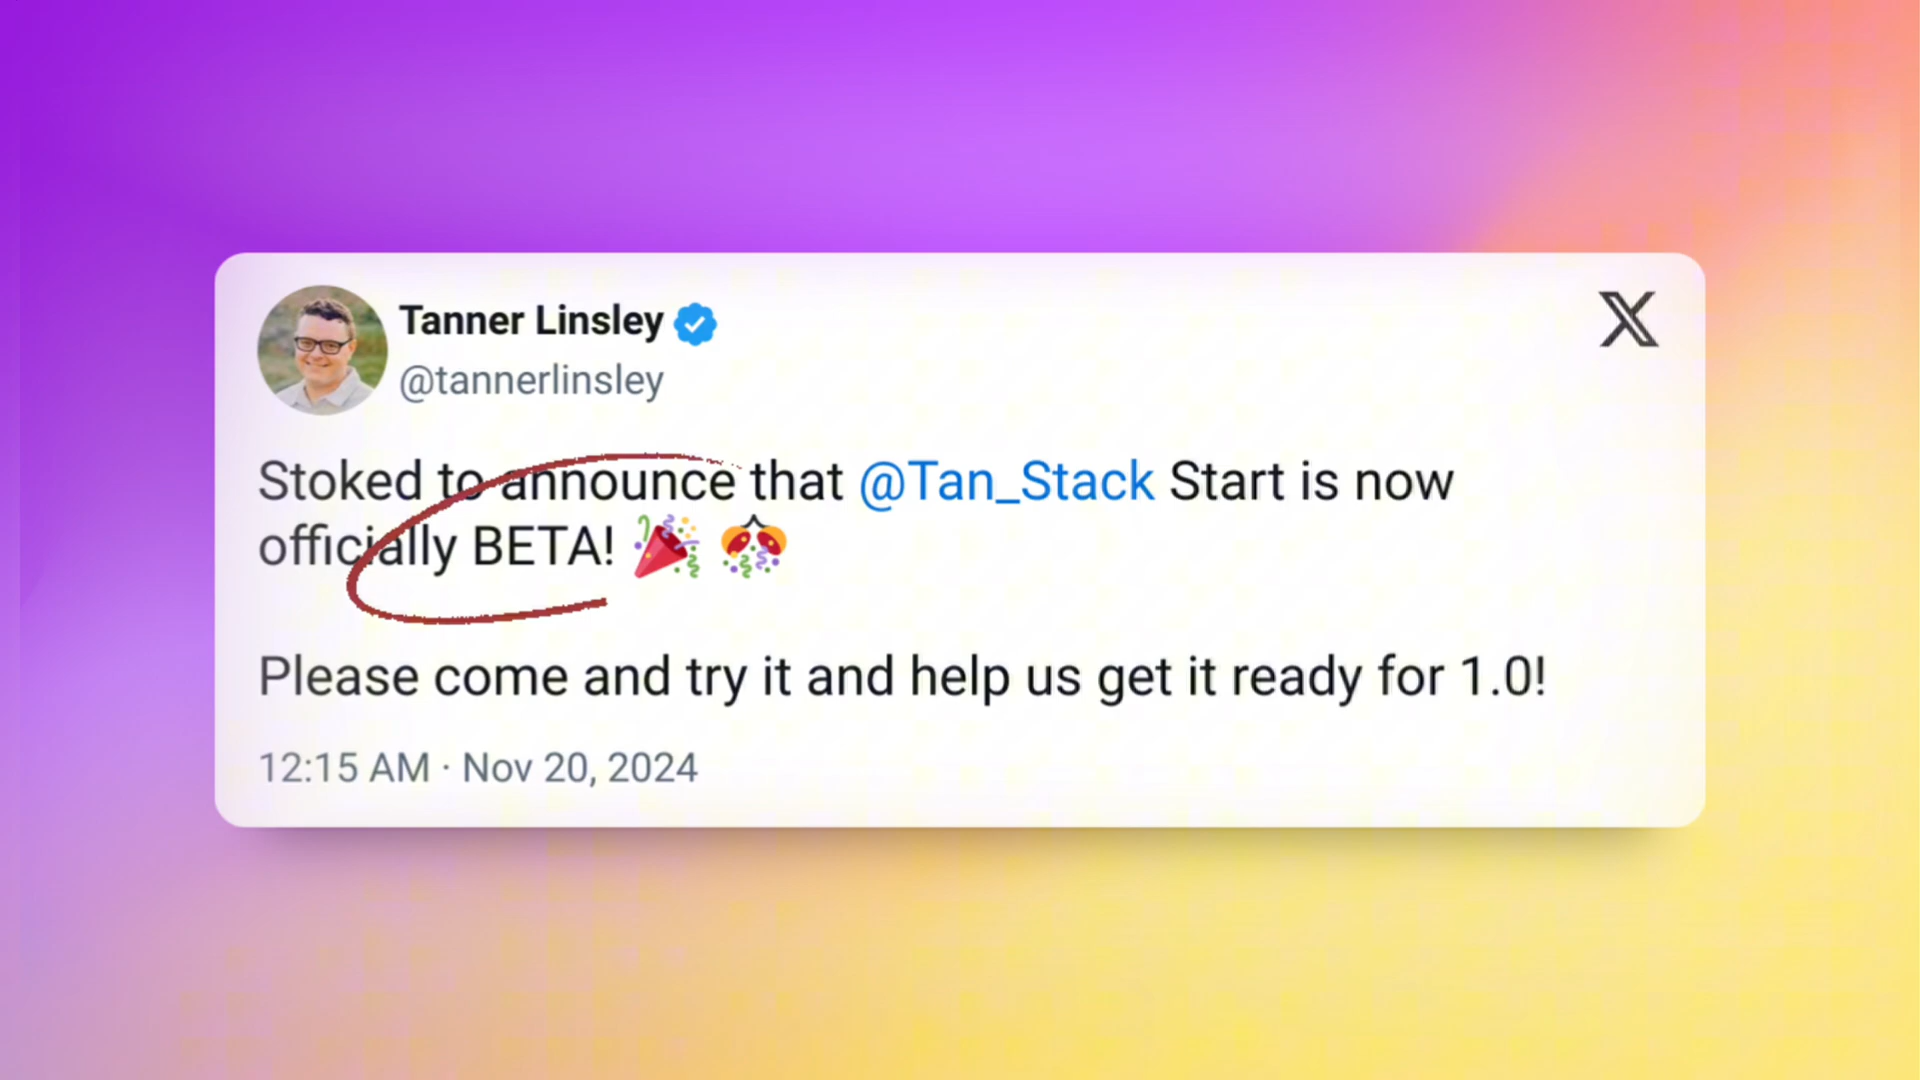 Tanner Linsley
@tannerlinsley
Stoked to announce that @Tan_Stack Start is now
officially BETA! 🎉 🎊
Please come and try it and help us get it ready for 1.0!
12:15 AM · Nov 20, 2024